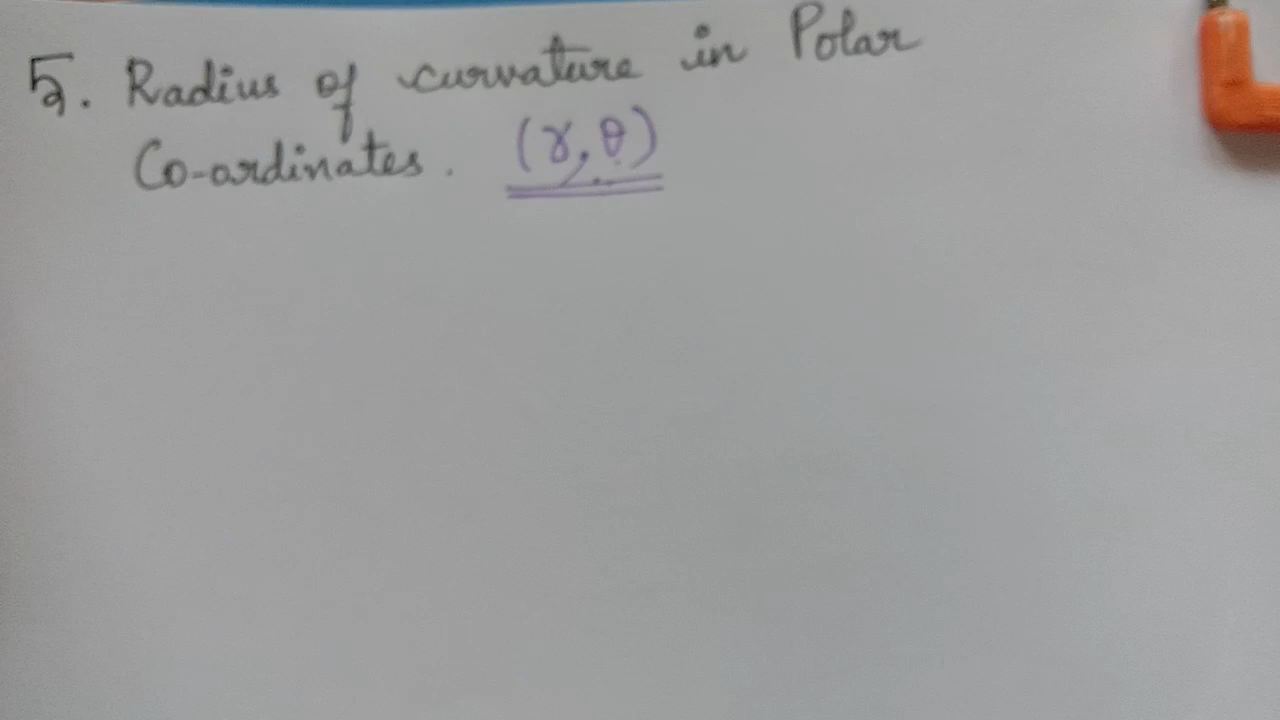 5. Radius of curvature in Polar
Co-ordinates. (r, θ)